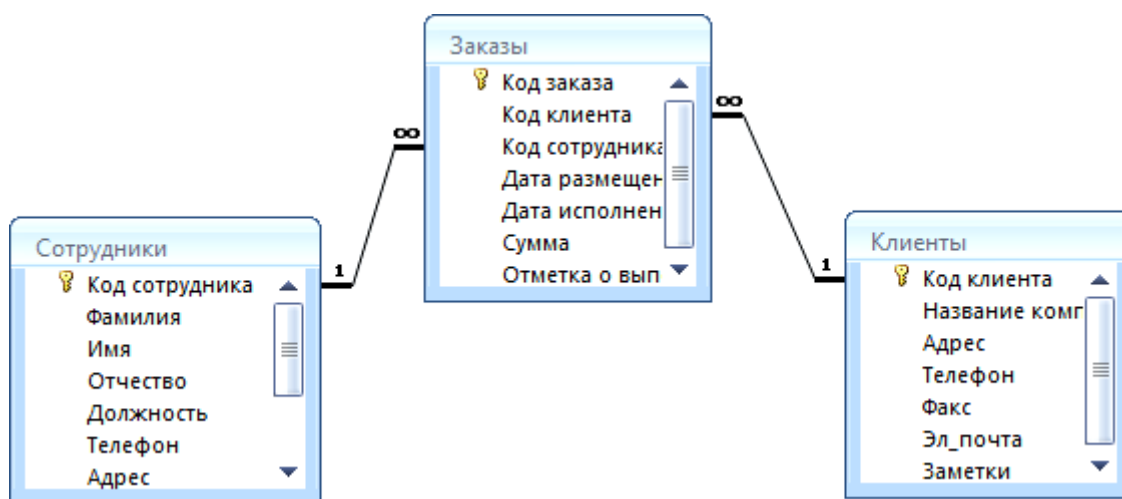 Заказы
Код заказа
Код клиента
Код сотрудника
Дата размещен
Дата исполнен
Сумма
Отметка о вып
∞
∞
1
1
Сотрудники
Код сотрудника
Фамилия
Имя
Отчество
Должность
Телефон
Адрес
Клиенты
Код клиента
Название комп
Адрес
Телефон
Факс
Эл_почта
Заметки